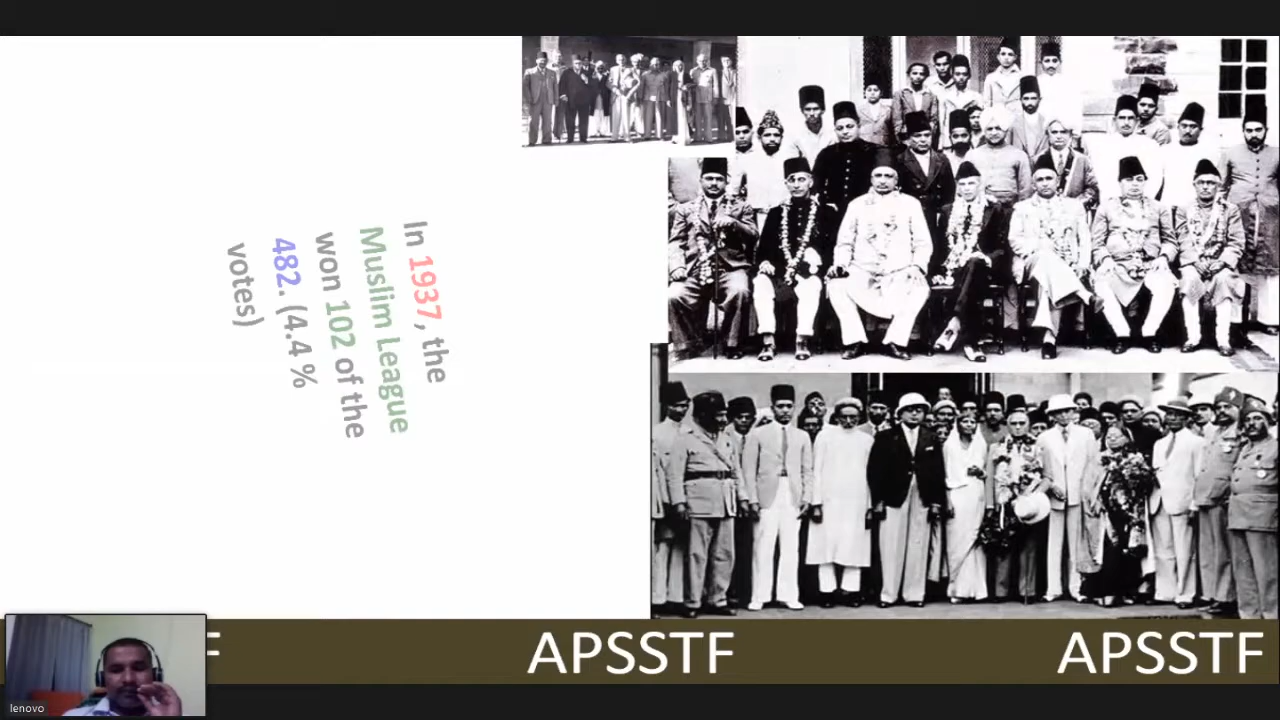 In 1937, the
Muslim League
won 102 of the
482. (4.4 %
votes)
F
APSSTF
APSSTF
lenovo